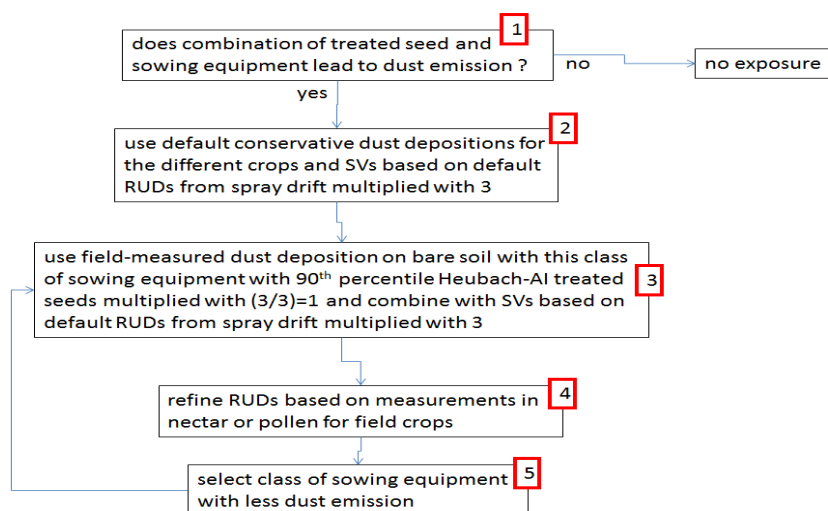 1
does combination of treated seed and
sowing equipment lead to dust emission ?
no
no exposure
yes
2
use default conservative dust depositions for
the different crops and SVs based on default
RUDs from spray drift multiplied with 3
3
use field-measured dust deposition on bare soil with this class
of sowing equipment with 90th percentile Heubach-AI treated
seeds multiplied with (3/3)=1 and combine with SVs based on
default RUDs from spray drift multiplied with 3
4
refine RUDs based on measurements in
nectar or pollen for field crops
5
select class of sowing equipment
with less dust emission